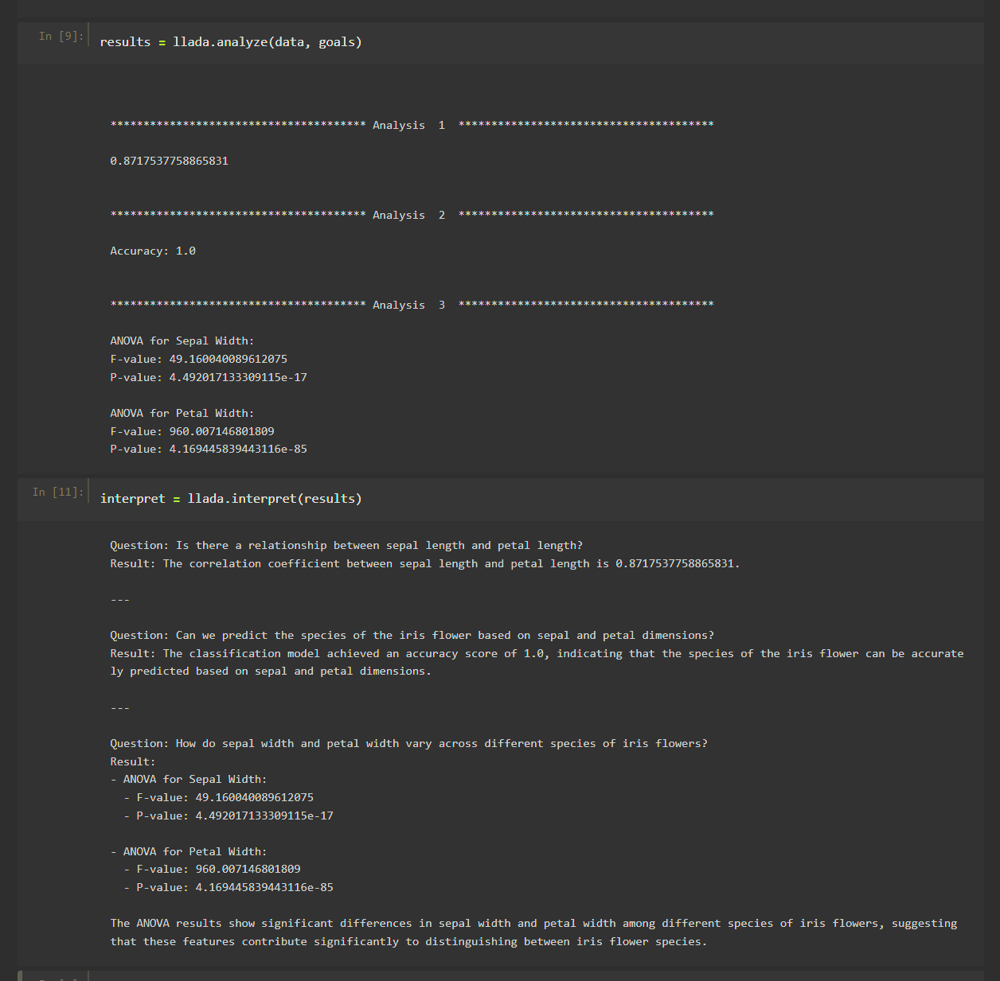 In [9]:
results = llada.analyze(data, goals)
*************************************** Analysis  1  ***************************************
0.8717537758865831
*************************************** Analysis  2  ***************************************
Accuracy: 1.0
*************************************** Analysis  3  ***************************************
ANOVA for Sepal Width:
F-value: 49.160040089612075
P-value: 4.492017133309115e-17
ANOVA for Petal Width:
F-value: 960.007146801809
P-value: 4.169445839443116e-85
In [11]:
interpret = llada.interpret(results)
Question: Is there a relationship between sepal length and petal length?
Result: The correlation coefficient between sepal length and petal length is 0.8717537758865831.
---
Question: Can we predict the species of the iris flower based on sepal and petal dimensions?
Result: The classification model achieved an accuracy score of 1.0, indicating that the species of the iris flower can be accurate
ly predicted based on sepal and petal dimensions.
---
Question: How do sepal width and petal width vary across different species of iris flowers?
Result:
- ANOVA for Sepal Width:
- F-value: 49.160040089612075
- P-value: 4.492017133309115e-17
- ANOVA for Petal Width:
- F-value: 960.007146801809
- P-value: 4.169445839443116e-85
The ANOVA results show significant differences in sepal width and petal width among different species of iris flowers, suggesting
that these features contribute significantly to distinguishing between iris flower species.